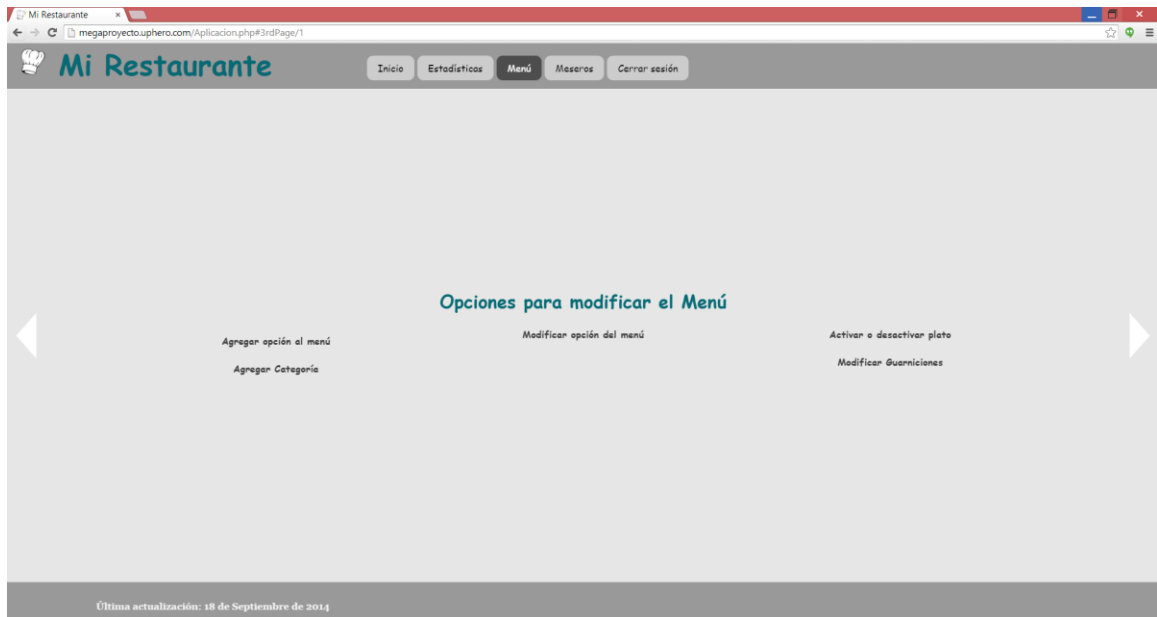 Mi Restaurante
megaproyecto.uphero.com/Aplicacion.php#3rdPage/1
Mi Restaurante
Inicio
Estadísticas
Menú
Meseros
Cerrar sesión
Opciones para modificar el Menú
Agregar opción al menú
Modificar opción del menú
Activar o desactivar plato
Agregar Categoría
Modificar Guarniciones
Última actualización: 18 de Septiembre de 2014